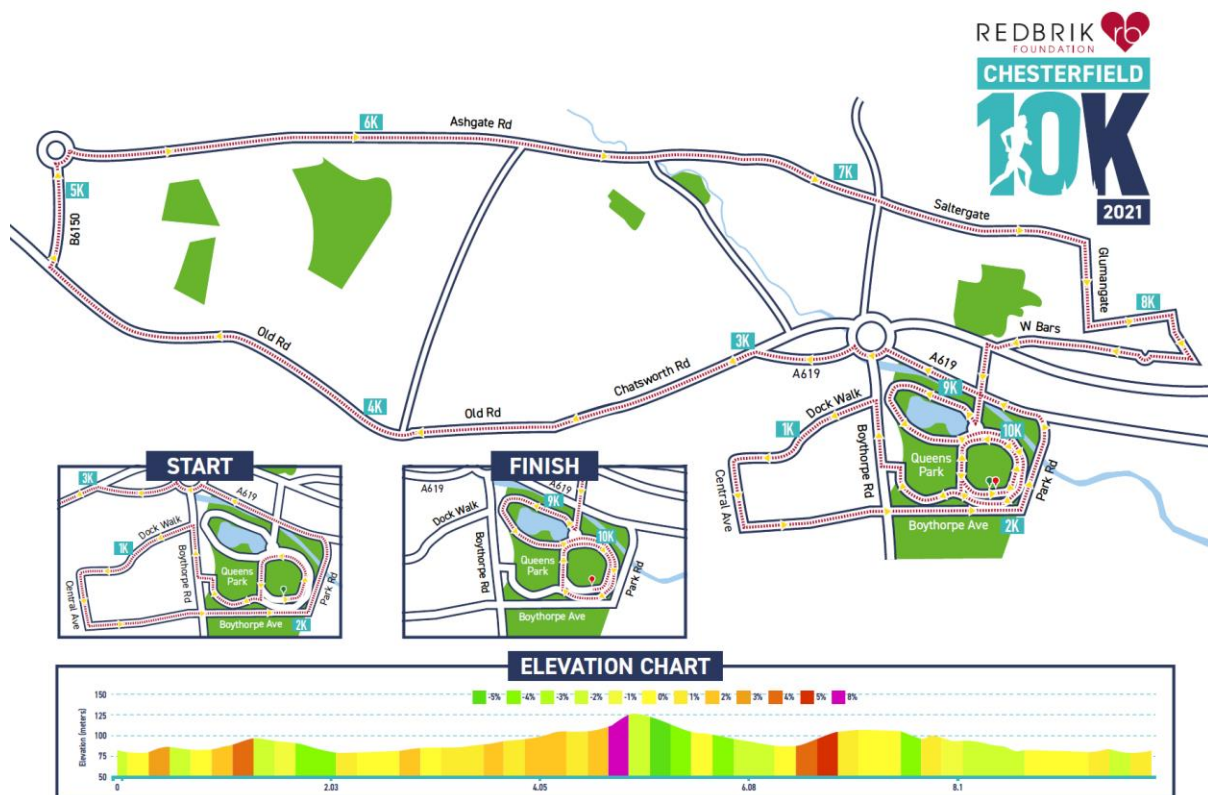 REDBRIK rb
FOUNDATION
CHESTERFIELD
10K
2021
6K
Ashgate Rd
5K
B6150
7K
Saltergate
Glumangate
8K
W Bars
Old Rd
3K
A619
A619
Chatsworth Rd
4K
Old Rd
9K
Dock Walk
1K
10K
Boythorpe Rd
Queens
Park
Central Ave
Park Rd
2K
Boythorpe Ave
START
3K
A619
Dock Walk
1K
Boythorpe Rd
Queens
Park
Central Ave
Park Rd
Boythorpe Ave
2K
FINISH
A619
A619
9K
Dock Walk
10K
Boythorpe Rd
Queens
Park
Park Rd
Boythorpe Ave
ELEVATION CHART
Elevation (meters)
150
125
100
75
50
-5% -4% -3% -2% -1% 0% 1% 2% 3% 4% 5% 8%
0 2.03 4.05 6.08 8.1